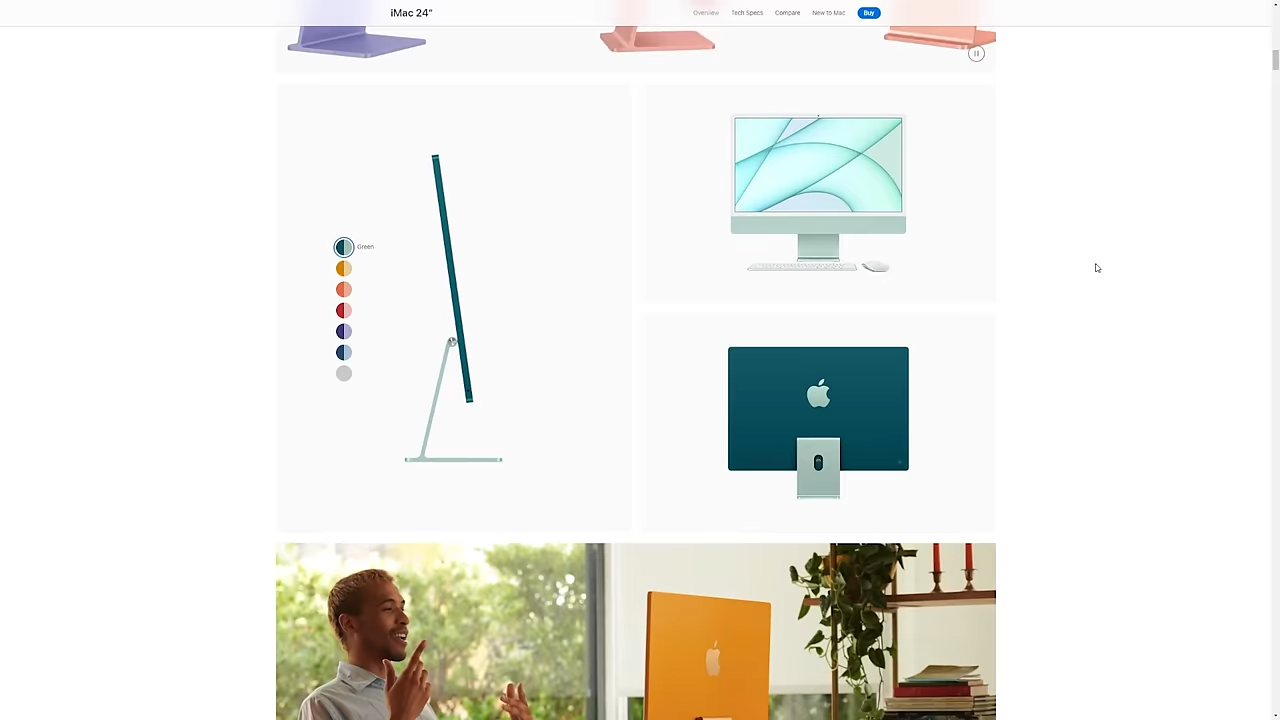 iMac 24”
Overview
Tech Specs
Compare
New to Mac
Buy
Green